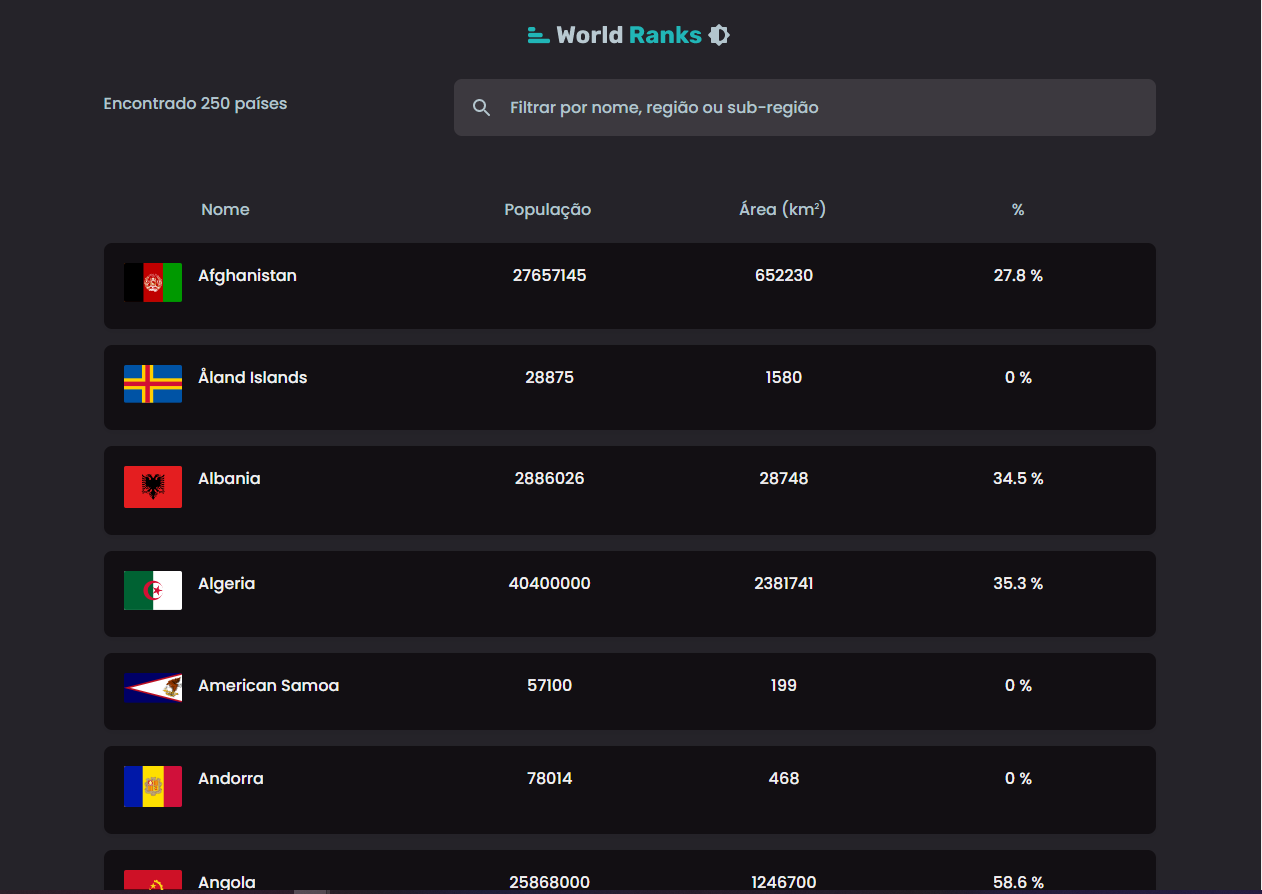 World Ranks
Encontrado 250 países
Filtrar por nome, região ou sub-região
Nome População Área (km²) %
Afghanistan 27657145 652230 27.8 %
Åland Islands 28875 1580 0 %
Albania 2886026 28748 34.5 %
Algeria 40400000 2381741 35.3 %
American Samoa 57100 199 0 %
Andorra 78014 468 0 %
Angola 25868000 1246700 58.6 %